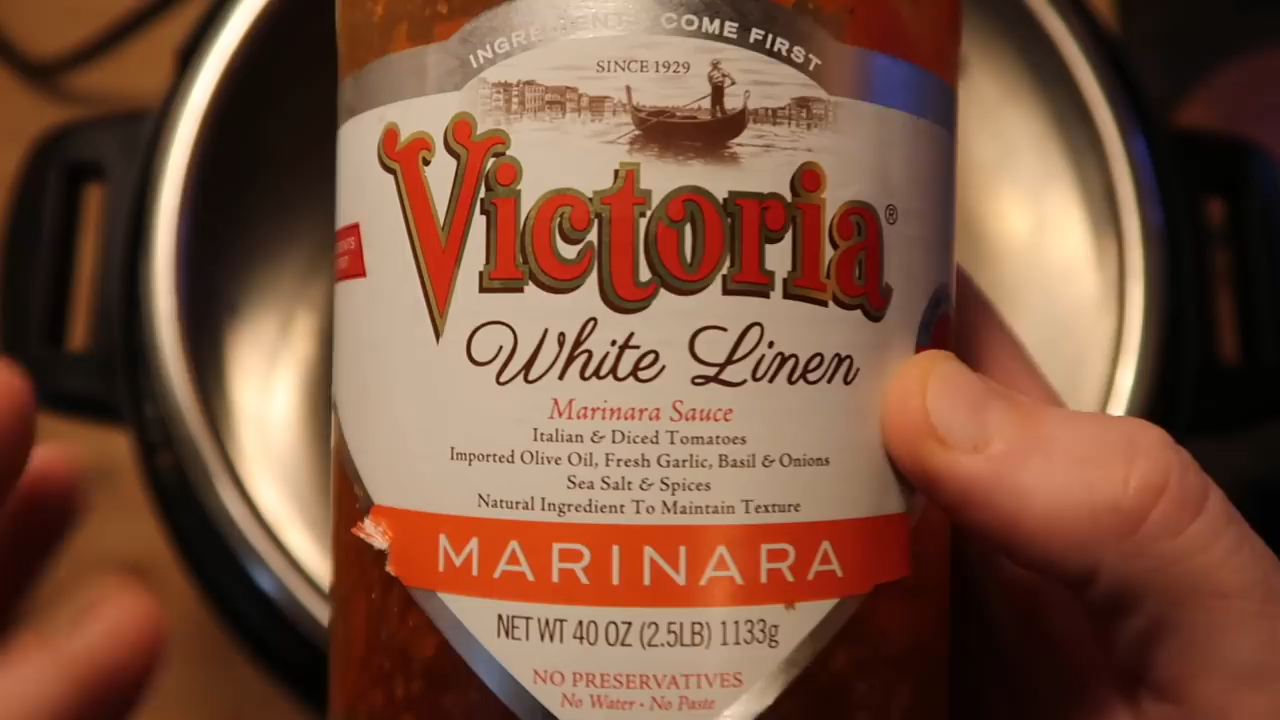 INGREDIENTS COME FIRST
SINCE 1929
Victoria®
White Linen
Marinara Sauce
Italian & Diced Tomatoes
Imported Olive Oil, Fresh Garlic, Basil & Onions
Sea Salt & Spices
Natural Ingredient To Maintain Texture
MARINARA
NET WT 40 OZ (2.5LB) 1133g
NO PRESERVATIVES
No Water • No Paste